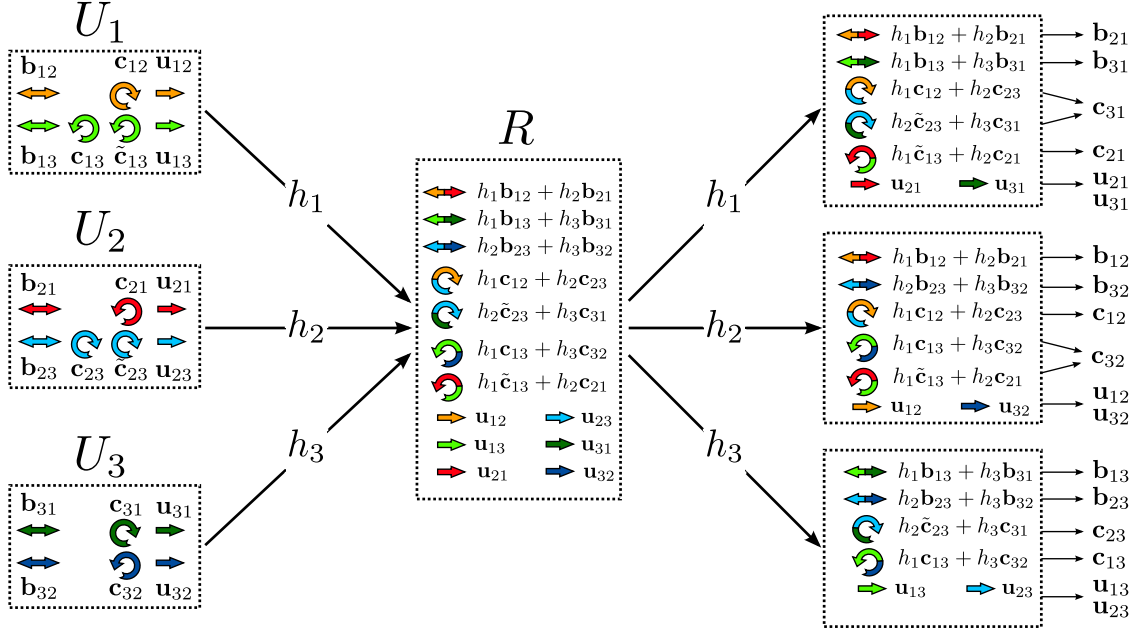 U₁
b₁₂ c₁₂ u₁₂
b₁₃ c₁₃ c̃₁₃ u₁₃
U₂
b₂₁ c₂₁ u₂₁
b₂₃ c₂₃ c̃₂₃ u₂₃
U₃
b₃₁ c₃₁ u₃₁
b₃₂ c₃₂ u₃₂
h₁
h₂
h₃
R
h₁b₁₂ + h₂b₂₁
h₁b₁₃ + h₃b₃₁
h₂b₂₃ + h₃b₃₂
h₁c₁₂ + h₂c₂₃
h₂c̃₂₃ + h₃c₃₁
h₁c₁₃ + h₃c₃₂
h₁c̃₁₃ + h₂c₂₁
u₁₂ u₂₃
u₁₃ u₃₁
u₂₁ u₃₂
h₁
h₂
h₃
h₁b₁₂ + h₂b₂₁ b₂₁
h₁b₁₃ + h₃b₃₁ b₃₁
h₁c₁₂ + h₂c₂₃
c₃₁
h₂c̃₂₃ + h₃c₃₁
h₁c̃₁₃ + h₂c₂₁ c₂₁
u₂₁ u₃₁ u₂₁
u₃₁
h₁b₁₂ + h₂b₂₁ b₁₂
h₂b₂₃ + h₃b₃₂ b₃₂
h₁c₁₂ + h₂c₂₃ c₁₂
h₁c₁₃ + h₃c₃₂
c₃₂
h₁c̃₁₃ + h₂c₂₁
u₁₂ u₃₂ u₁₂
u₃₂
h₁b₁₃ + h₃b₃₁ b₁₃
h₂b₂₃ + h₃b₃₂ b₂₃
h₂c̃₂₃ + h₃c₃₁ c₂₃
h₁c₁₃ + h₃c₃₂ c₁₃
u₁₃ u₂₃ u₁₃
u₂₃